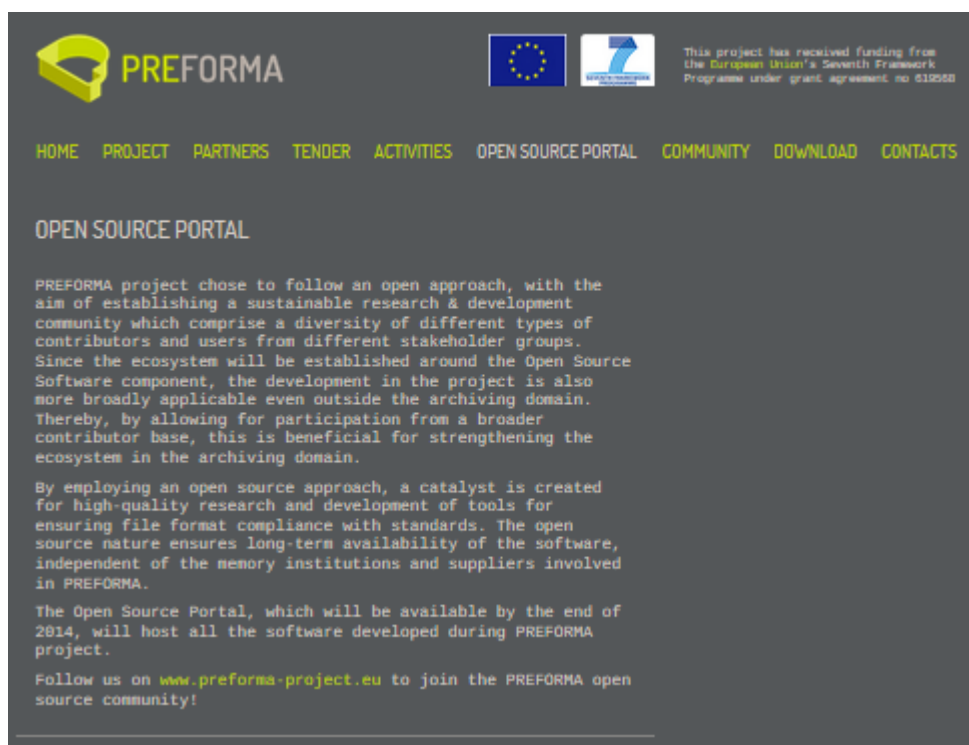 PREFORMA
This project has received funding from
the European Union's Seventh Framework
Programme under grant agreement no 619568
7
SEVENTH FRAMEWORK
PROGRAMME
HOME PROJECT PARTNERS TENDER ACTIVITIES OPEN SOURCE PORTAL COMMUNITY DOWNLOAD CONTACTS
OPEN SOURCE PORTAL
PREFORMA project chose to follow an open approach, with the
aim of establishing a sustainable research & development
community which comprise a diversity of different types of
contributors and users from different stakeholder groups.
Since the ecosystem will be established around the Open Source
Software component, the development in the project is also
more broadly applicable even outside the archiving domain.
Thereby, by allowing for participation from a broader
contributor base, this is beneficial for strengthening the
ecosystem in the archiving domain.
By employing an open source approach, a catalyst is created
for high-quality research and development of tools for
ensuring file format compliance with standards. The open
source nature ensures long-term availability of the software,
independent of the memory institutions and suppliers involved
in PREFORMA.
The Open Source Portal, which will be available by the end of
2014, will host all the software developed during PREFORMA
project.
Follow us on www.preforma-project.eu to join the PREFORMA open
source community!